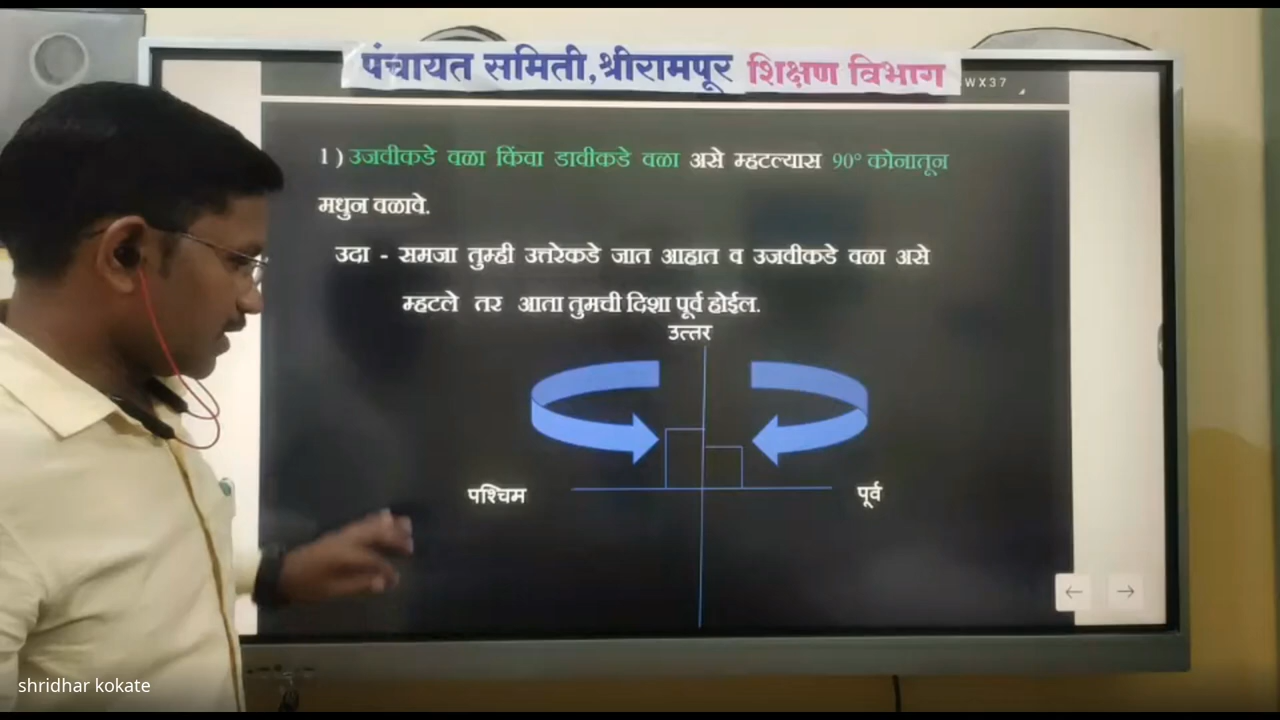 पंचायत समिती,श्रीरामपूर शिक्षण विभाग
WX37
1 ) उजवीकडे वळा किंवा डावीकडे वळा असे म्हटल्यास 90° कोनातून
मधुन वळावे.
उदा - समजा तुम्ही उत्तरेकडे जात आहात व उजवीकडे वळा असे
म्हटले तर आता तुमची दिशा पूर्व होईल.
उत्तर
पश्चिम
पूर्व
shridhar kokate